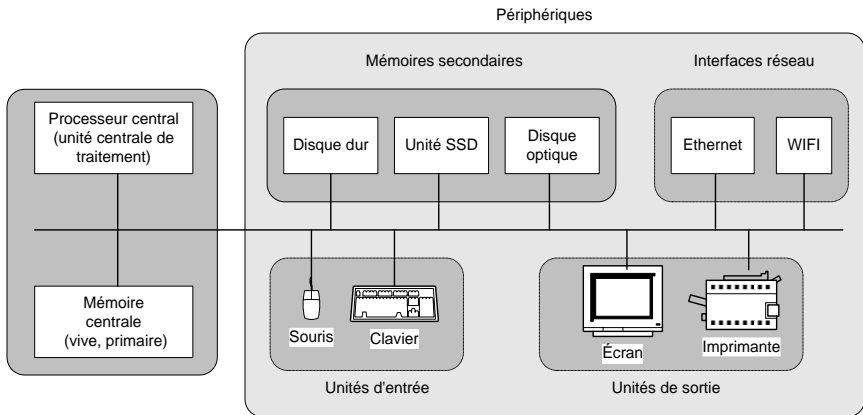 Périphériques
Mémoires secondaires
Interfaces réseau
Processeur central
(unité centrale de
traitement)
Disque dur
Unité SSD
Disque
optique
Ethernet
WIFI
Mémoire
centrale
(vive, primaire)
Souris
Clavier
Écran
Imprimante
Unités d'entrée
Unités de sortie